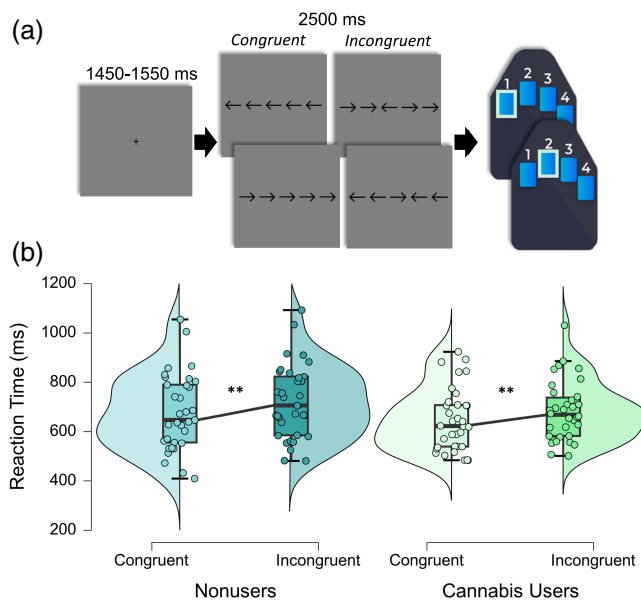 (a)
2500 ms
Congruent Incongruent
1450-1550 ms
+
← ← ← ← ←
→ → ← → →
→ → → → →
← ← → ← ←
1 2 3 4
1 2 3 4
(b)
Reaction Time (ms)
1200
1000
800
600
400
200
** **
Congruent Incongruent Congruent Incongruent
Nonusers Cannabis Users